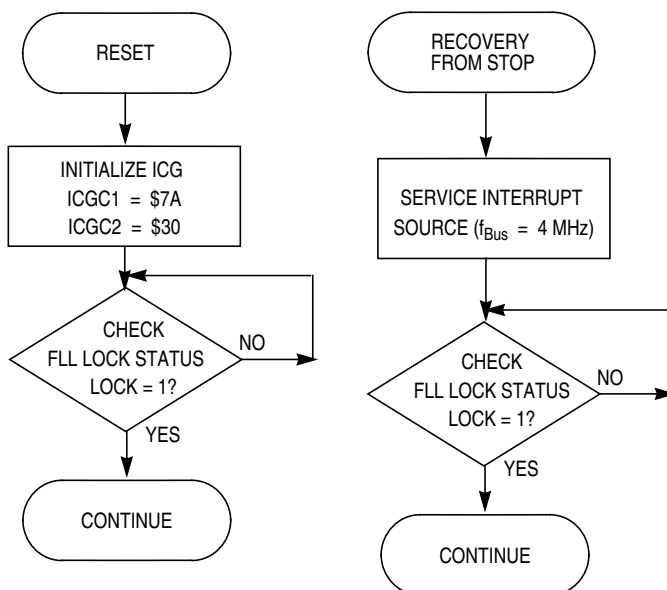 RESET
INITIALIZE ICG
ICGC1 = $7A
ICGC2 = $30
CHECK
FLL LOCK STATUS
LOCK = 1?
NO
YES
CONTINUE
RECOVERY
FROM STOP
SERVICE INTERRUPT
SOURCE (fBus = 4 MHz)
CHECK
FLL LOCK STATUS
LOCK = 1?
NO
YES
CONTINUE